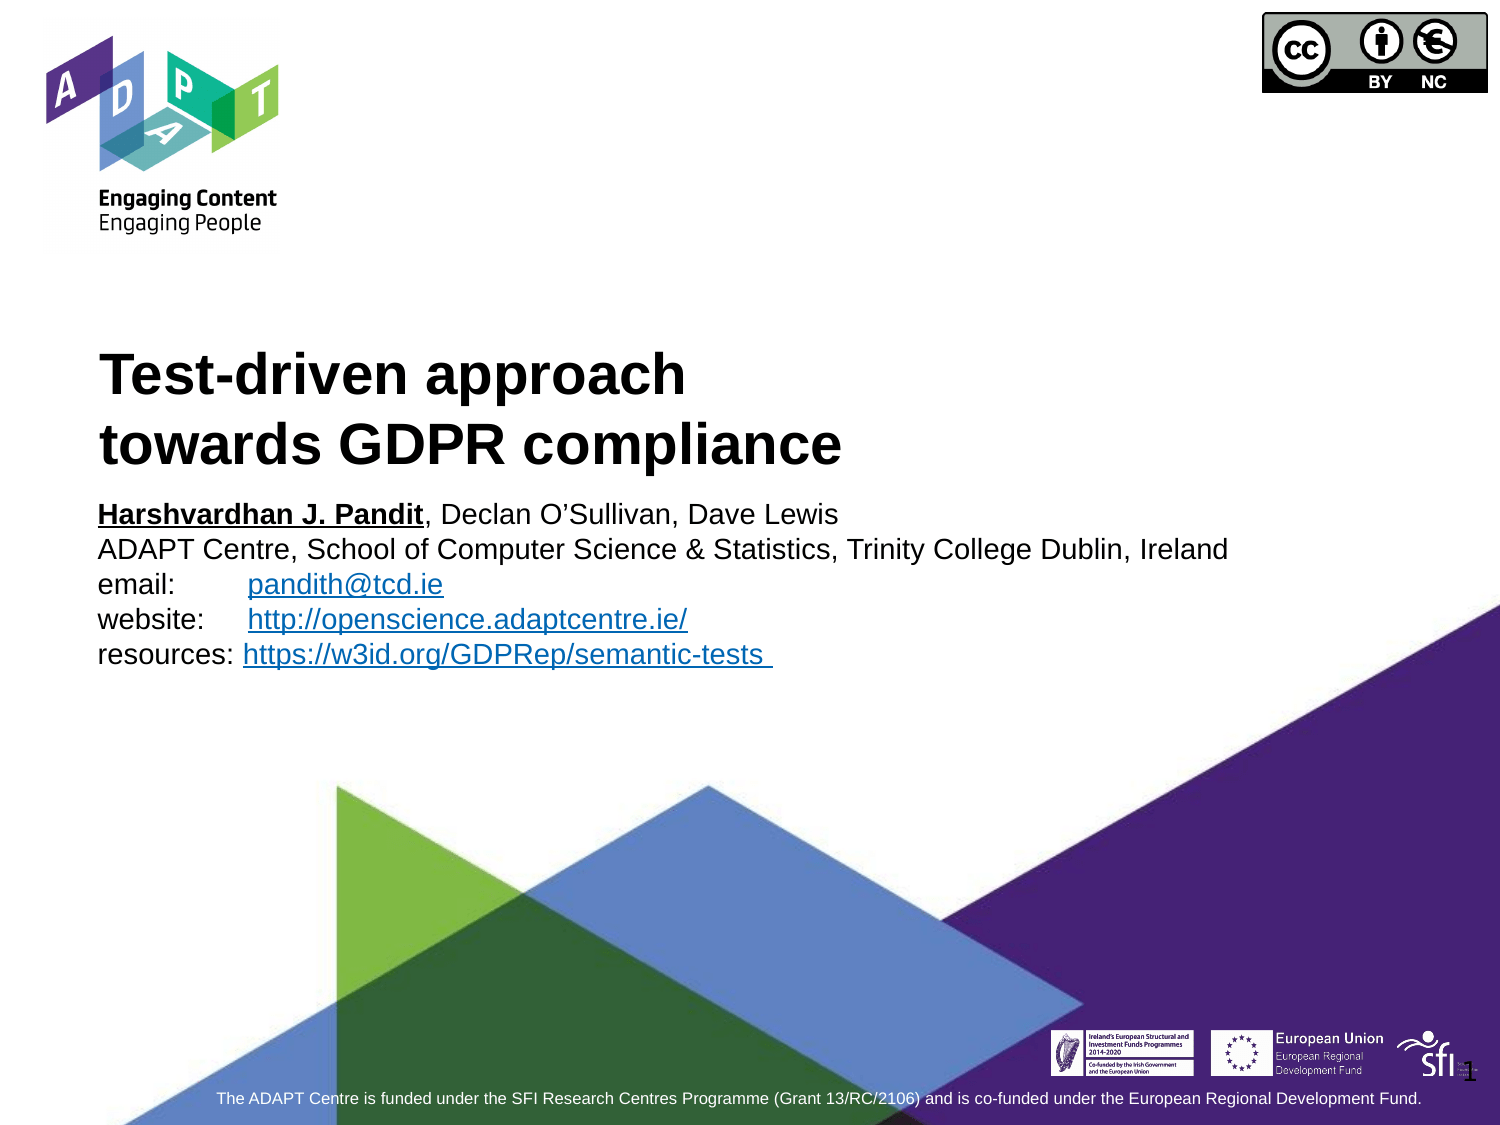 A D A P T
Engaging Content
Engaging People
cc
BY NC
Test-driven approach
towards GDPR compliance
Harshvardhan J. Pandit, Declan O’Sullivan, Dave Lewis
ADAPT Centre, School of Computer Science & Statistics, Trinity College Dublin, Ireland
email: pandith@tcd.ie
website: http://openscience.adaptcentre.ie/
resources: https://w3id.org/GDPRep/semantic-tests
Ireland's European Structural and
Investment Funds Programmes
2014-2020
Co-funded by the Irish Government
and the European Union
European Union
European Regional
Development Fund
sfi
1
The ADAPT Centre is funded under the SFI Research Centres Programme (Grant 13/RC/2106) and is co-funded under the European Regional Development Fund.